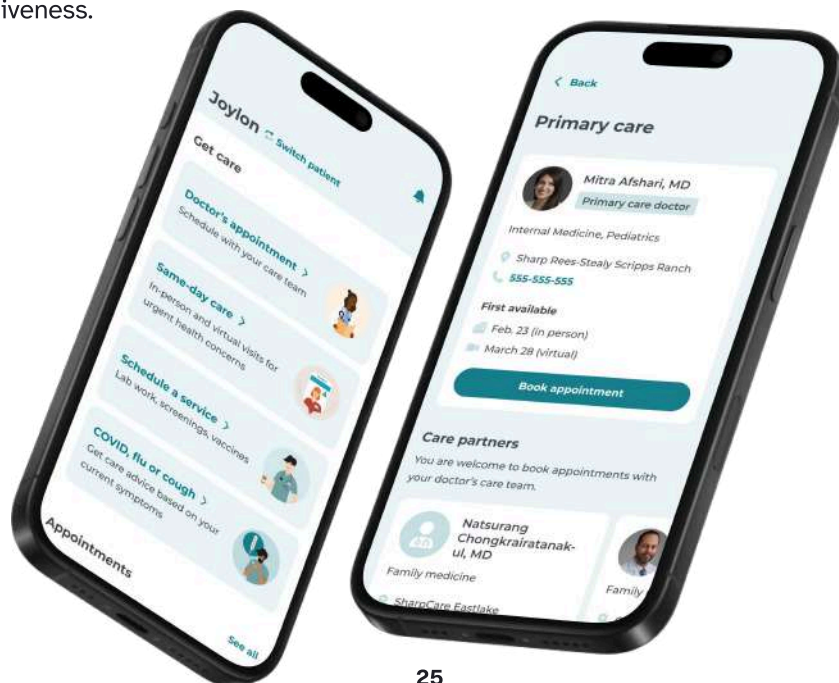 iveness.
Joylon
Switch patient
Get care
Doctor's appointment >
Schedule with your care team
Same-day care >
In-person and virtual visits for
urgent health concerns
Schedule a service >
Lab work, screenings, vaccines
COVID, flu or cough >
Get care advice based on your
current symptoms
Appointments
See all
< Back
Primary care
Mitra Afshari, MD
Primary care doctor
Internal Medicine, Pediatrics
Sharp Rees-Stealy Scripps Ranch
555-555-555
First available
Feb. 23 (in person)
March 28 (virtual)
Book appointment
Care partners
You are welcome to book appointments with
your doctor's care team.
Natsurang
Chongkrairatanak-
ul, MD
Family medicine
SharpCare Eastlake
Family
25